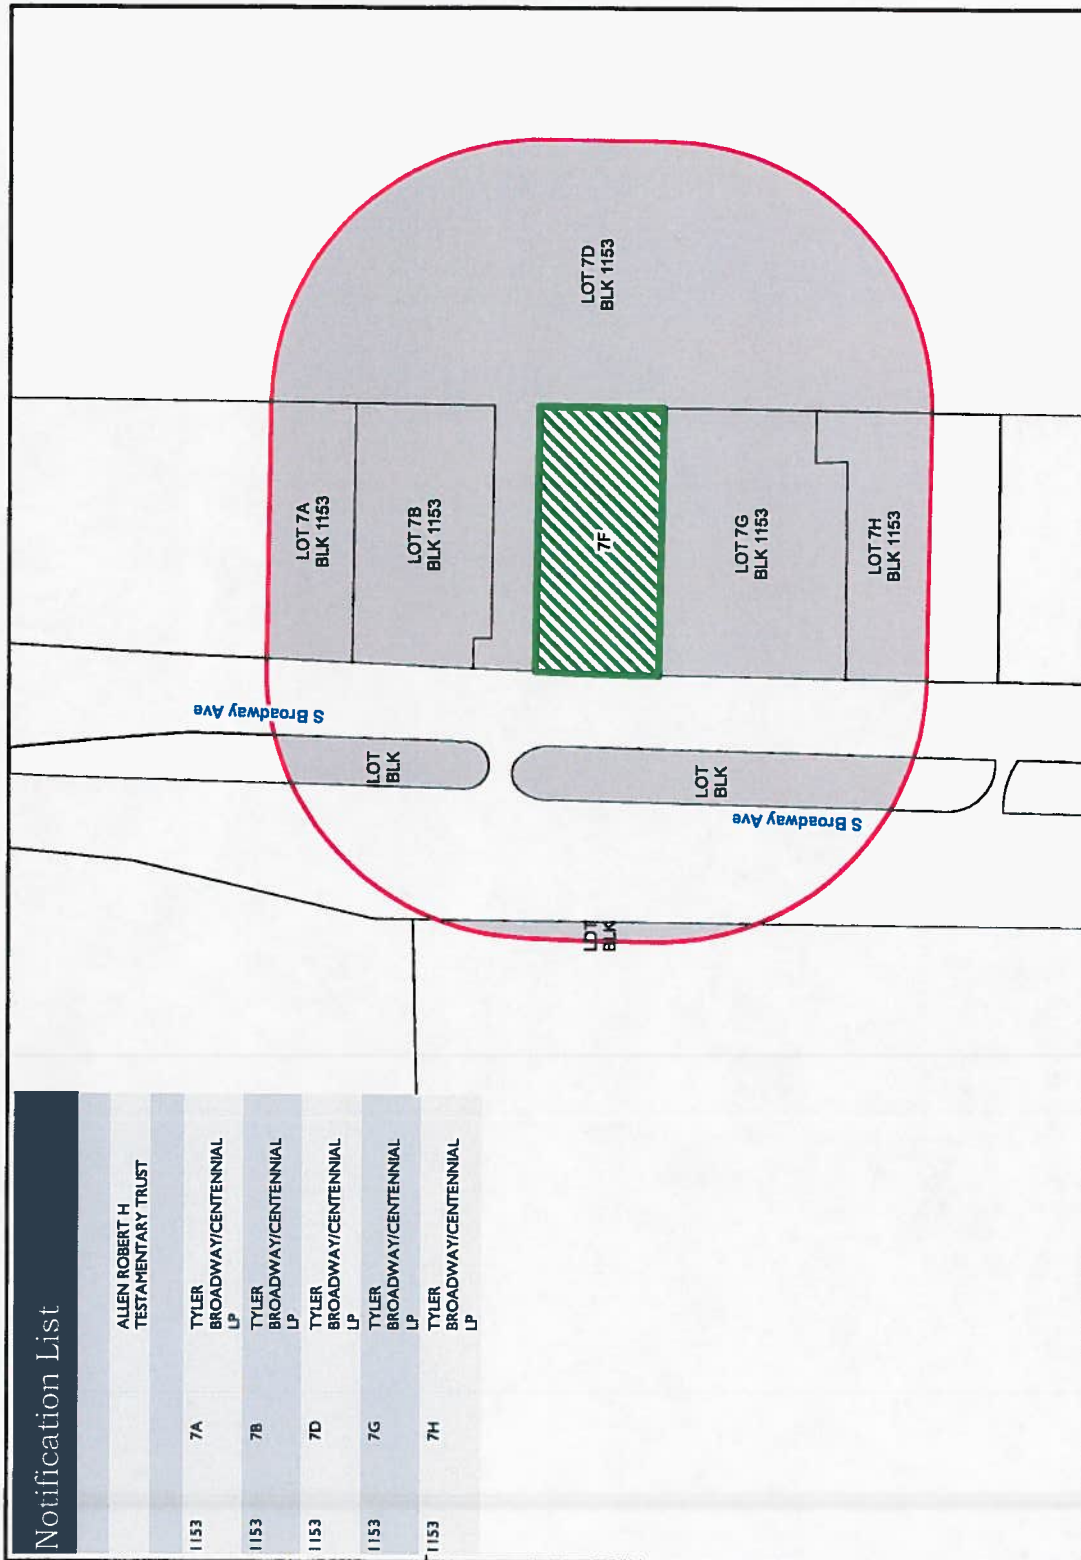 Notification List
ALLEN ROBERT H
TESTAMENTARY TRUST
1153 7A TYLER
BROADWAY/CENTENNIAL
LP
1153 7B TYLER
BROADWAY/CENTENNIAL
LP
1153 7D TYLER
BROADWAY/CENTENNIAL
LP
1153 7G TYLER
BROADWAY/CENTENNIAL
LP
1153 7H TYLER
BROADWAY/CENTENNIAL
LP
LOT 7A
BLK 1153
LOT 7B
BLK 1153
LOT 7D
BLK 1153
7F
LOT 7G
BLK 1153
LOT 7H
BLK 1153
S Broadway Ave
LOT
BLK
LOT
BLK
S Broadway Ave
LOT
BLK